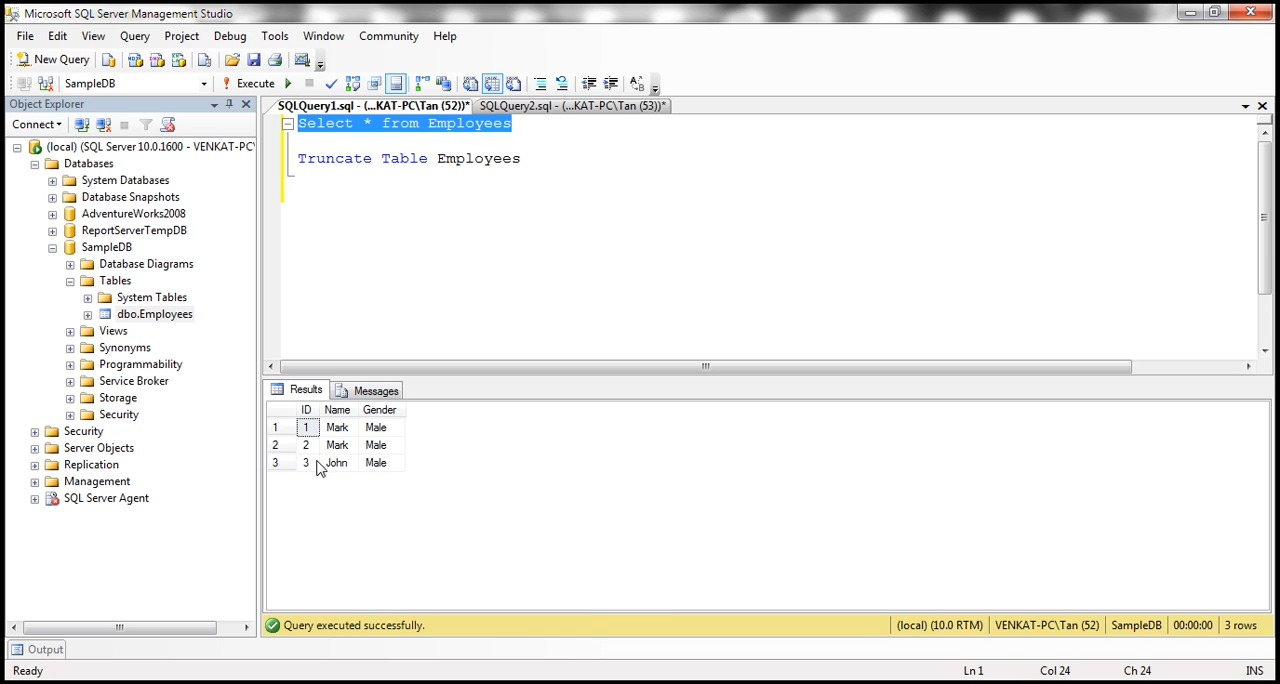 Microsoft SQL Server Management Studio
File Edit View Query Project Debug Tools Window Community Help
New Query
SampleDB Execute
Object Explorer
SQLQuery1.sql - (...KAT-PC\Tan (52))* SQLQuery2.sql - (...KAT-PC\Tan (53))*
Connect
(local) (SQL Server 10.0.1600 - VENKAT-PC\
Databases
System Databases
Database Snapshots
AdventureWorks2008
ReportServerTempDB
SampleDB
Database Diagrams
Tables
System Tables
dbo.Employees
Views
Synonyms
Programmability
Service Broker
Storage
Security
Security
Server Objects
Replication
Management
SQL Server Agent
Select * from Employees
Truncate Table Employees
Results Messages
ID Name Gender
1 1 Mark Male
2 2 Mark Male
3 3 John Male
Query executed successfully. (local) (10.0 RTM) VENKAT-PC\Tan (52) SampleDB 00:00:00 3 rows
Output
Ready Ln 1 Col 24 Ch 24 INS